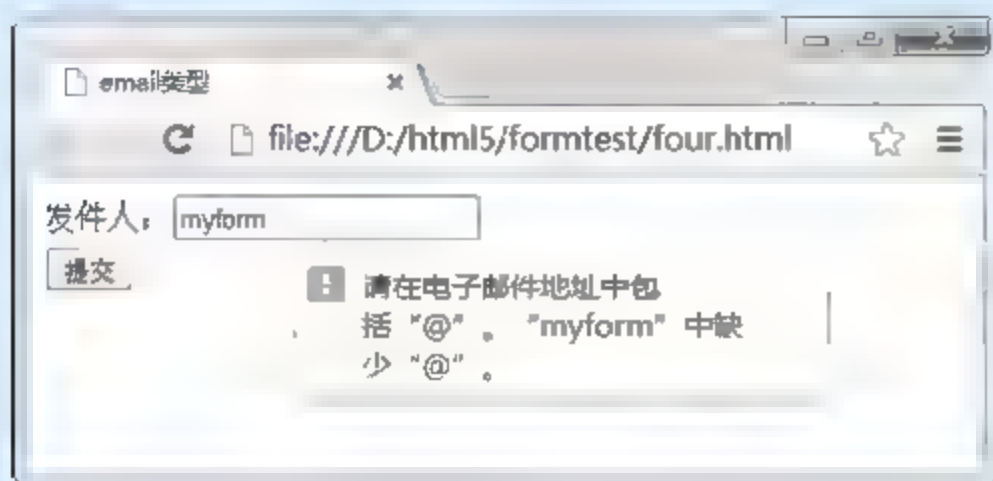 email类型
file:///D:/html5/formtest/four.html
发件人：myform
提交
请在电子邮件地址中包
括“@”。“myform”中缺
少“@”。